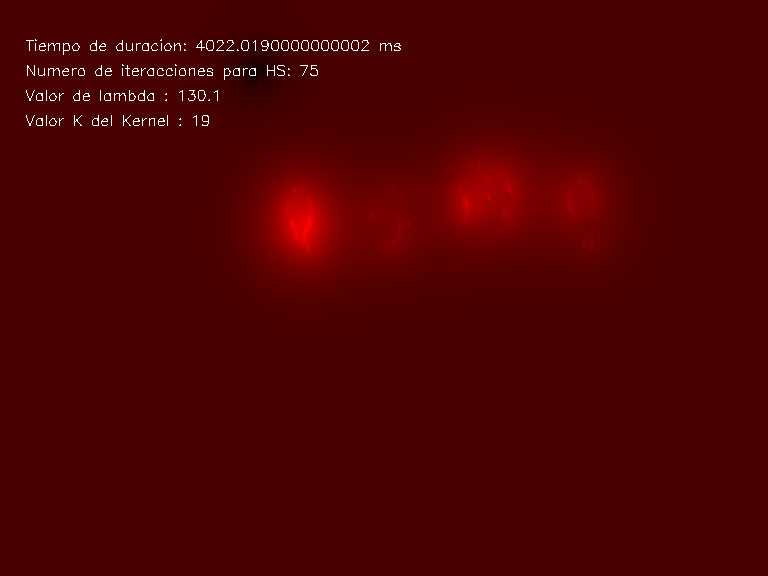 Tiempo de duracion: 4022.0190000000002 ms
Numero de iteracciones para HS: 75
Valor de lambda : 130.1
Valor K del Kernel : 19